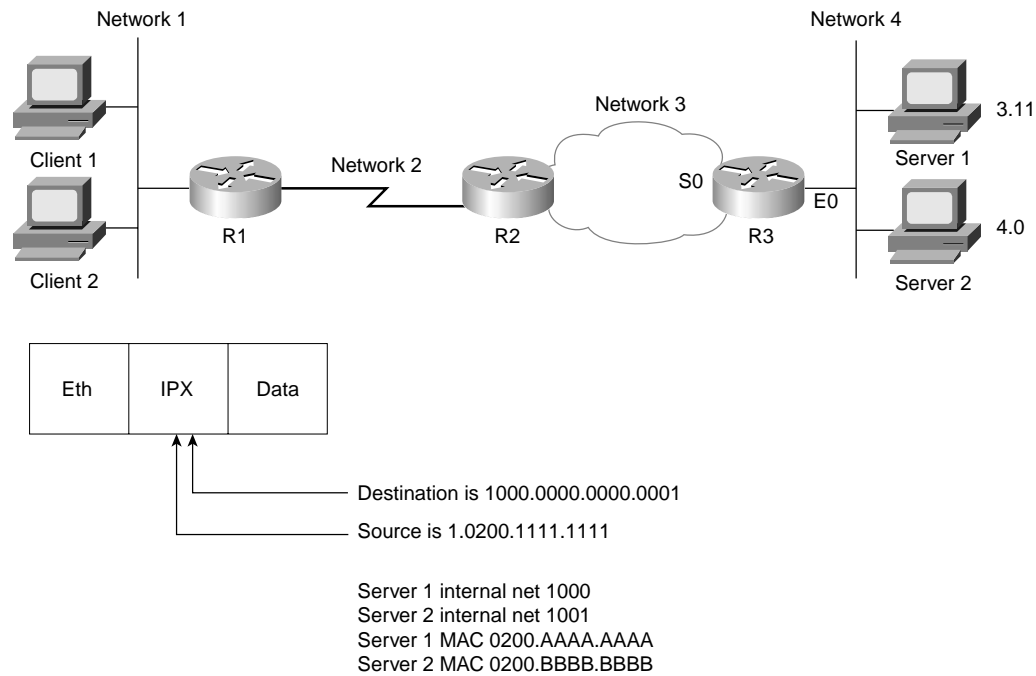 Network 1
Network 4
Network 3
3.11
Client 1
Network 2
Server 1
S0
E0
R1
R2
R3
4.0
Client 2
Server 2
Eth
IPX
Data
Destination is 1000.0000.0000.0001
Source is 1.0200.1111.1111
Server 1 internal net 1000
Server 2 internal net 1001
Server 1 MAC 0200.AAAA.AAAA
Server 2 MAC 0200.BBBB.BBBB